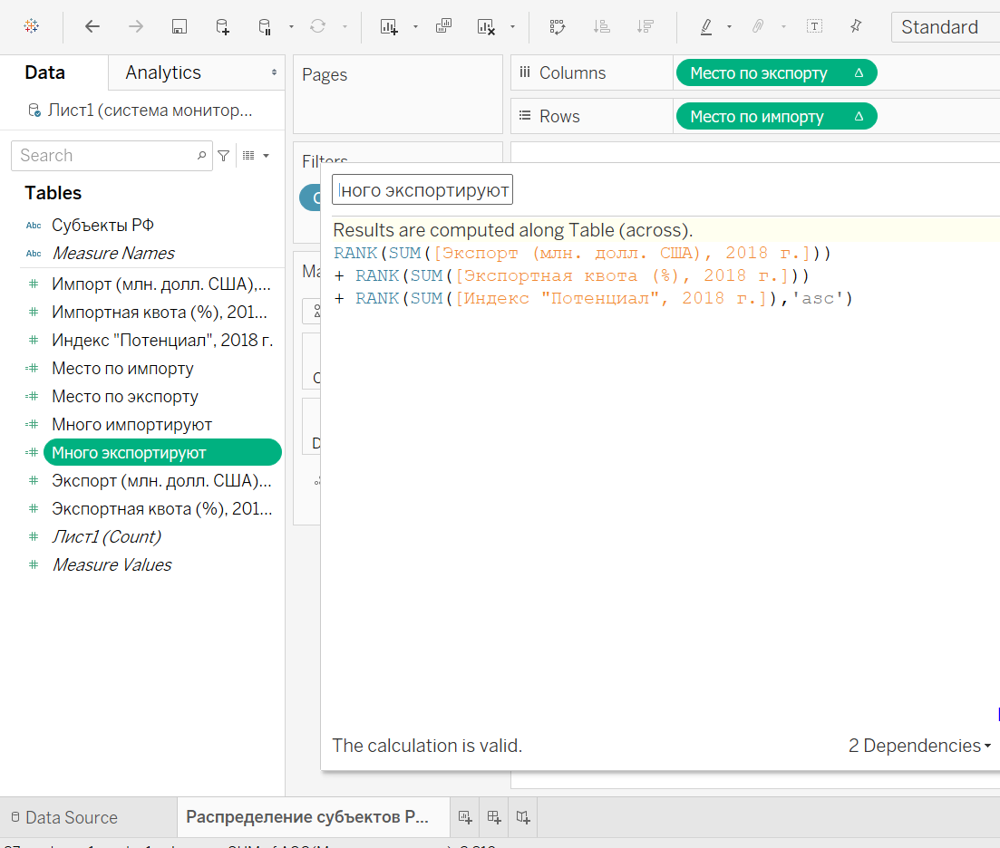 Standard
Data
Analytics
Pages
Columns
Место по экспорту
Лист1 (система монитор...
Rows
Место по импорту
Search
Filters
Tables
ного экспортируют
Abc Субъекты РФ
Abc Measure Names
Results are computed along Table (across).
RANK(SUM([Экспорт (млн. долл. США), 2018 г.]))
+ RANK(SUM([Экспортная квота (%), 2018 г.]))
+ RANK(SUM([Индекс "Потенциал", 2018 г.]),'asc')
Импорт (млн. долл. США),...
Импортная квота (%), 201...
Индекс "Потенциал", 2018 г.
Место по импорту
Место по экспорту
Много импортируют
Много экспортируют
Экспорт (млн. долл. США)...
Экспортная квота (%), 201...
Лист1 (Count)
Measure Values
The calculation is valid.
2 Dependencies
Data Source
Распределение субъектов Р...